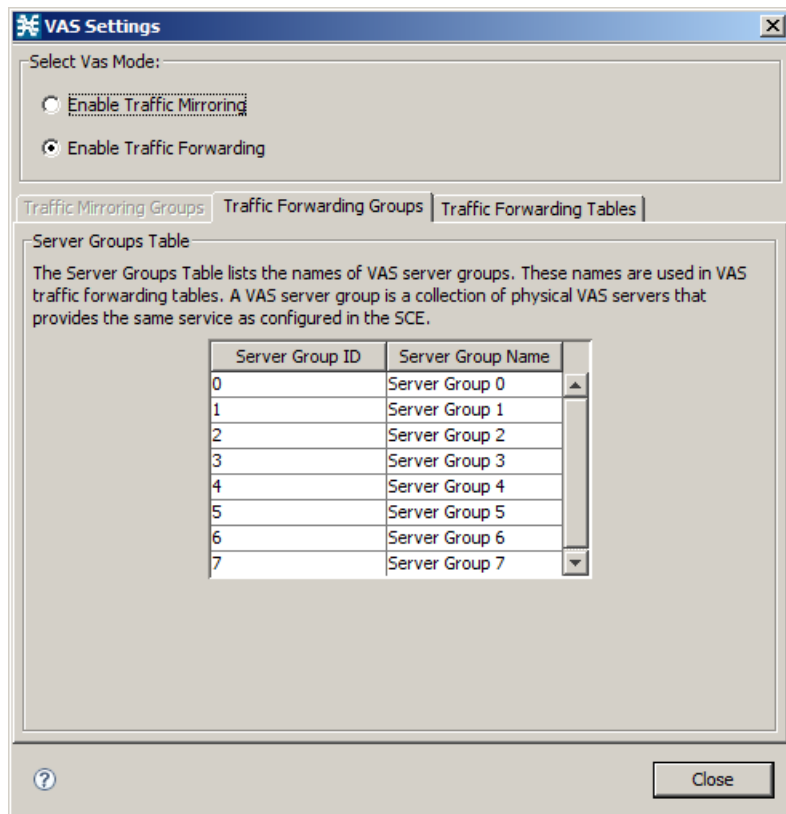 VAS Settings
Select Vas Mode:
Enable Traffic Mirroring
Enable Traffic Forwarding
Traffic Mirroring Groups Traffic Forwarding Groups Traffic Forwarding Tables
Server Groups Table
The Server Groups Table lists the names of VAS server groups. These names are used in VAS
traffic forwarding tables. A VAS server group is a collection of physical VAS servers that
provides the same service as configured in the SCE.
Server Group ID Server Group Name
0 Server Group 0
1 Server Group 1
2 Server Group 2
3 Server Group 3
4 Server Group 4
5 Server Group 5
6 Server Group 6
7 Server Group 7
? Close